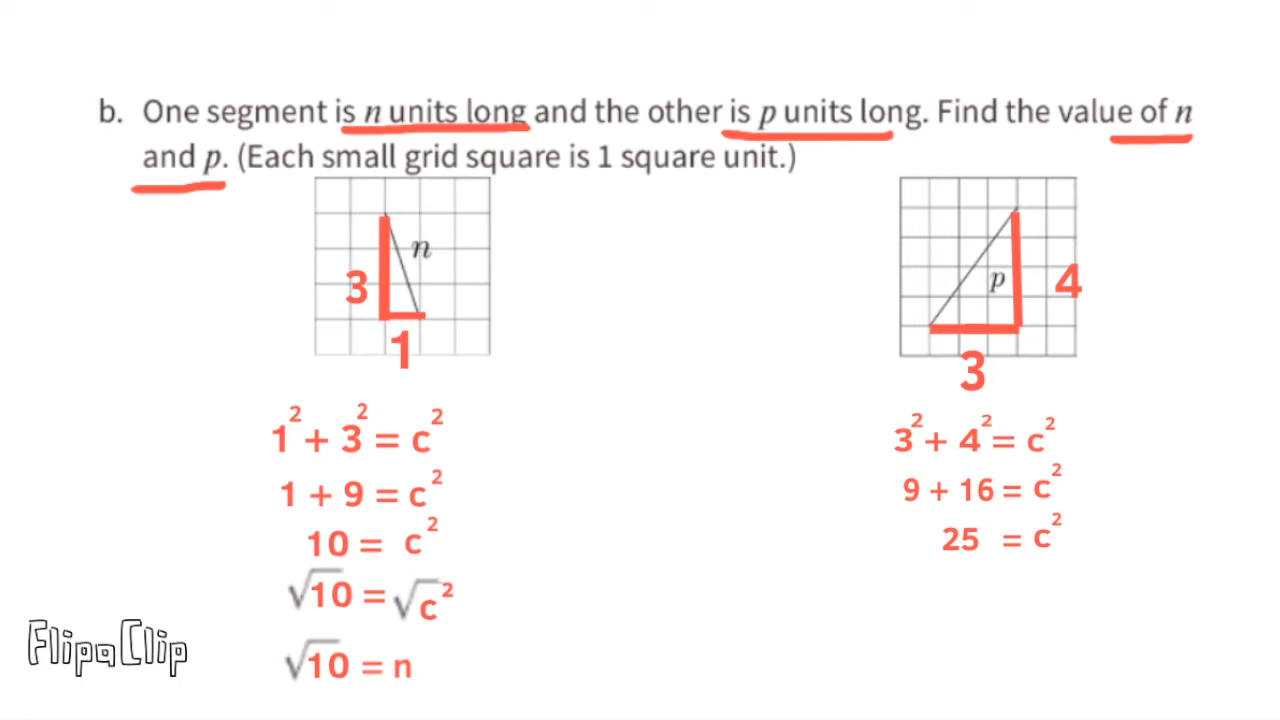 b. One segment is n units long and the other is p units long. Find the value of n
and p. (Each small grid square is 1 square unit.)
n
3
1
p
4
3
1² + 3² = c²
1 + 9 = c²
10 = c²
√10 = √c²
√10 = n
3² + 4² = c²
9 + 16 = c²
25 = c²
FlipaClip